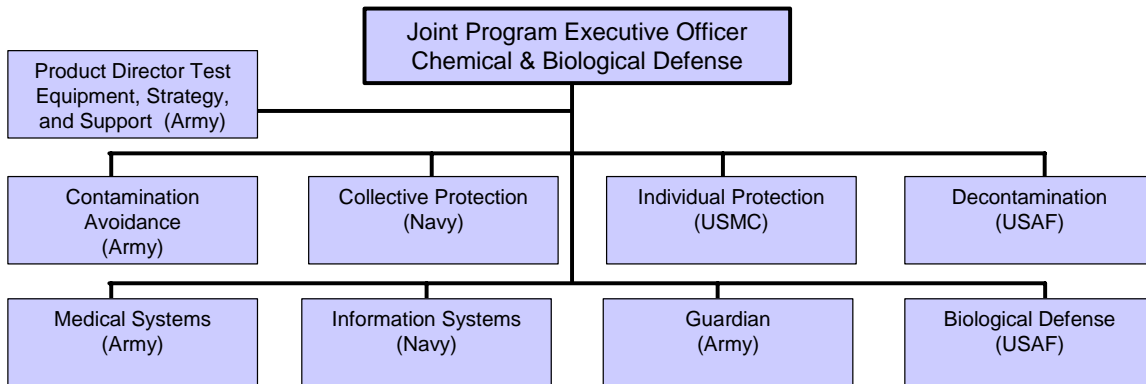 Joint Program Executive Officer
Chemical & Biological Defense
Product Director Test
Equipment, Strategy,
and Support (Army)
Contamination
Avoidance
(Army)
Collective Protection
(Navy)
Individual Protection
(USMC)
Decontamination
(USAF)
Medical Systems
(Army)
Information Systems
(Navy)
Guardian
(Army)
Biological Defense
(USAF)